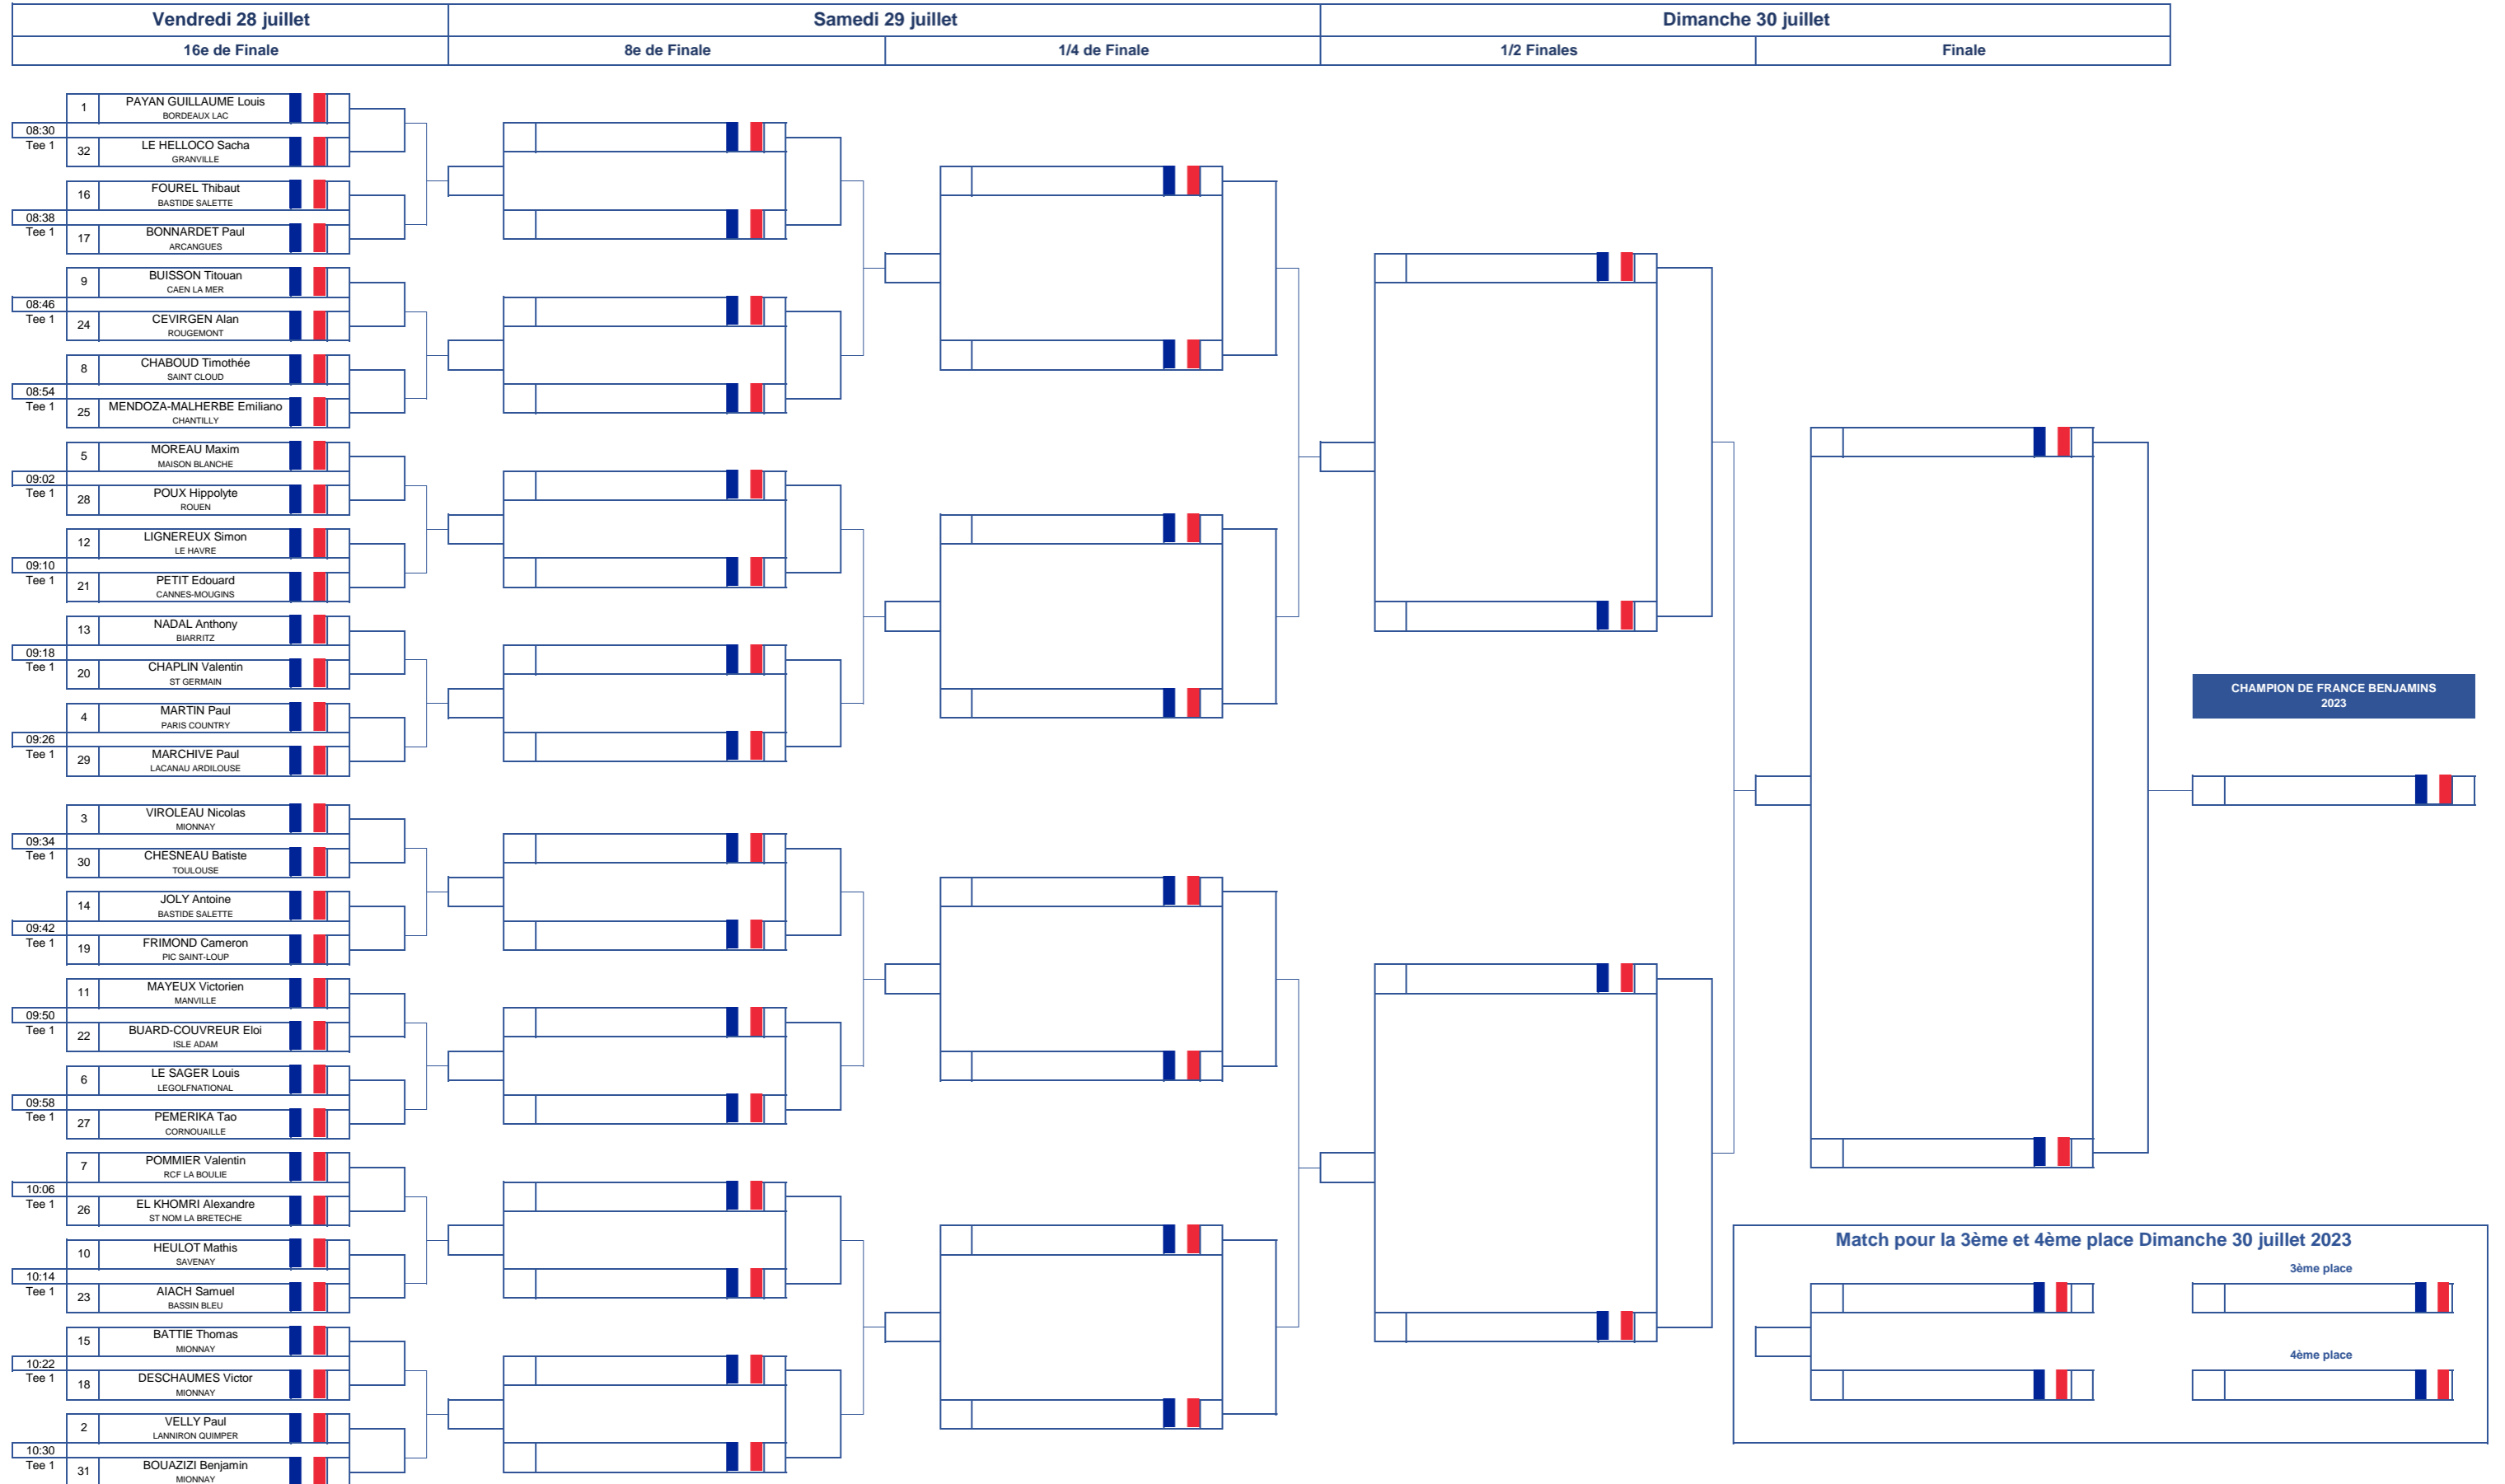 Vendredi 28 juillet
Samedi 29 juillet
Dimanche 30 juillet
16e de Finale
8e de Finale
1/4 de Finale
1/2 Finales
Finale
1
PAYAN GUILLAUME Louis
BORDEAUX LAC
08:30
Tee 1
32
LE HELLOCO Sacha
GRANVILLE
16
FOUREL Thibaut
BASTIDE SALETTE
08:38
Tee 1
17
BONNARDET Paul
ARCANGUES
9
BUISSON Titouan
CAEN LA MER
08:46
Tee 1
24
CEVIRGEN Alan
ROUGEMONT
8
CHABOUD Timothée
SAINT CLOUD
08:54
Tee 1
25
MENDOZA-MALHERBE Emiliano
CHANTILLY
5
MOREAU Maxim
MAISON BLANCHE
09:02
Tee 1
28
POUX Hippolyte
ROUEN
12
LIGNEREUX Simon
LE HAVRE
09:10
Tee 1
21
PETIT Edouard
CANNES-MOUGINS
13
NADAL Anthony
BIARRITZ
09:18
Tee 1
20
CHAPLIN Valentin
ST GERMAIN
4
MARTIN Paul
PARIS COUNTRY
09:26
Tee 1
29
MARCHIVE Paul
LACANAU ARDILOUSE
CHAMPION DE FRANCE BENJAMINS
2023
3
VIROLEAU Nicolas
MIONNAY
09:34
Tee 1
30
CHESNEAU Batiste
TOULOUSE
14
JOLY Antoine
BASTIDE SALETTE
09:42
Tee 1
19
FRIMOND Cameron
PIC SAINT-LOUP
11
MAYEUX Victorien
MANVILLE
09:50
Tee 1
22
BUARD-COUVREUR Eloi
ISLE ADAM
6
LE SAGER Louis
LEGOLFNATIONAL
09:58
Tee 1
27
PEMERIKA Tao
CORNOUAILLE
7
POMMIER Valentin
RCF LA BOULIE
10:06
Tee 1
26
EL KHOMRI Alexandre
ST NOM LA BRETECHE
10
HEULOT Mathis
SAVENAY
10:14
Tee 1
23
AIACH Samuel
BASSIN BLEU
15
BATTIE Thomas
MIONNAY
10:22
Tee 1
18
DESCHAUMES Victor
MIONNAY
2
VELLY Paul
LANNIRON QUIMPER
10:30
Tee 1
31
BOUAZIZI Benjamin
MIONNAY
Match pour la 3ème et 4ème place Dimanche 30 juillet 2023
3ème place
4ème place